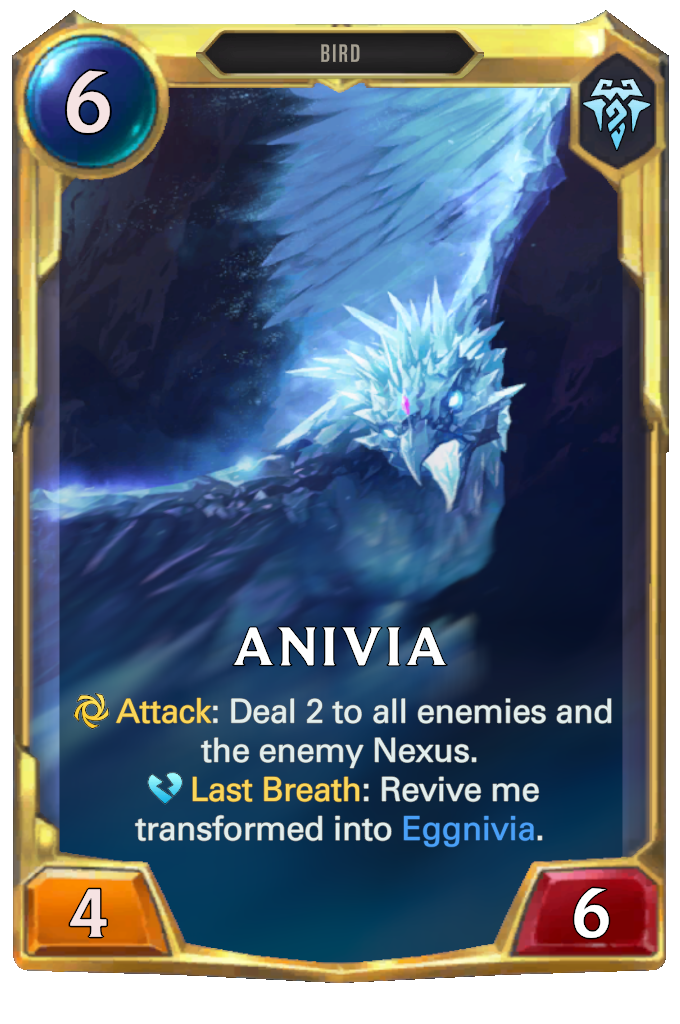 BIRD
6
ANIVIA
Attack: Deal 2 to all enemies and
the enemy Nexus.
Last Breath: Revive me
transformed into Eggnivia.
4
6